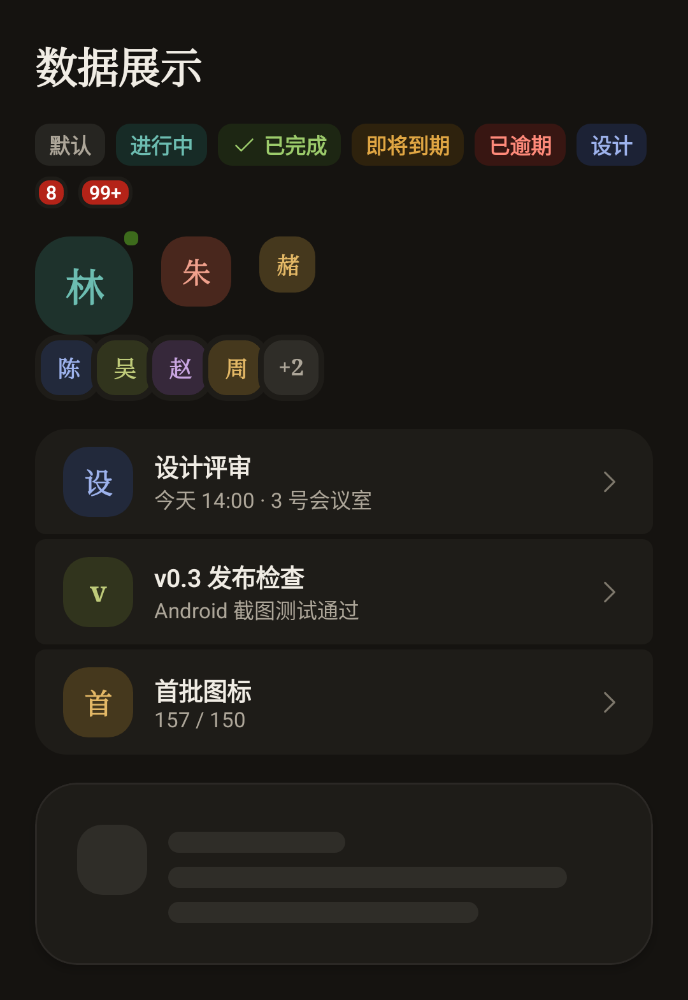 数据展示
默认 进行中 已完成 即将到期 已逾期 设计
8 99+
林 朱 赭
陈 吴 赵 周 +2
设 设计评审
今天 14:00 · 3 号会议室
v v0.3 发布检查
Android 截图测试通过
首 首批图标
157 / 150